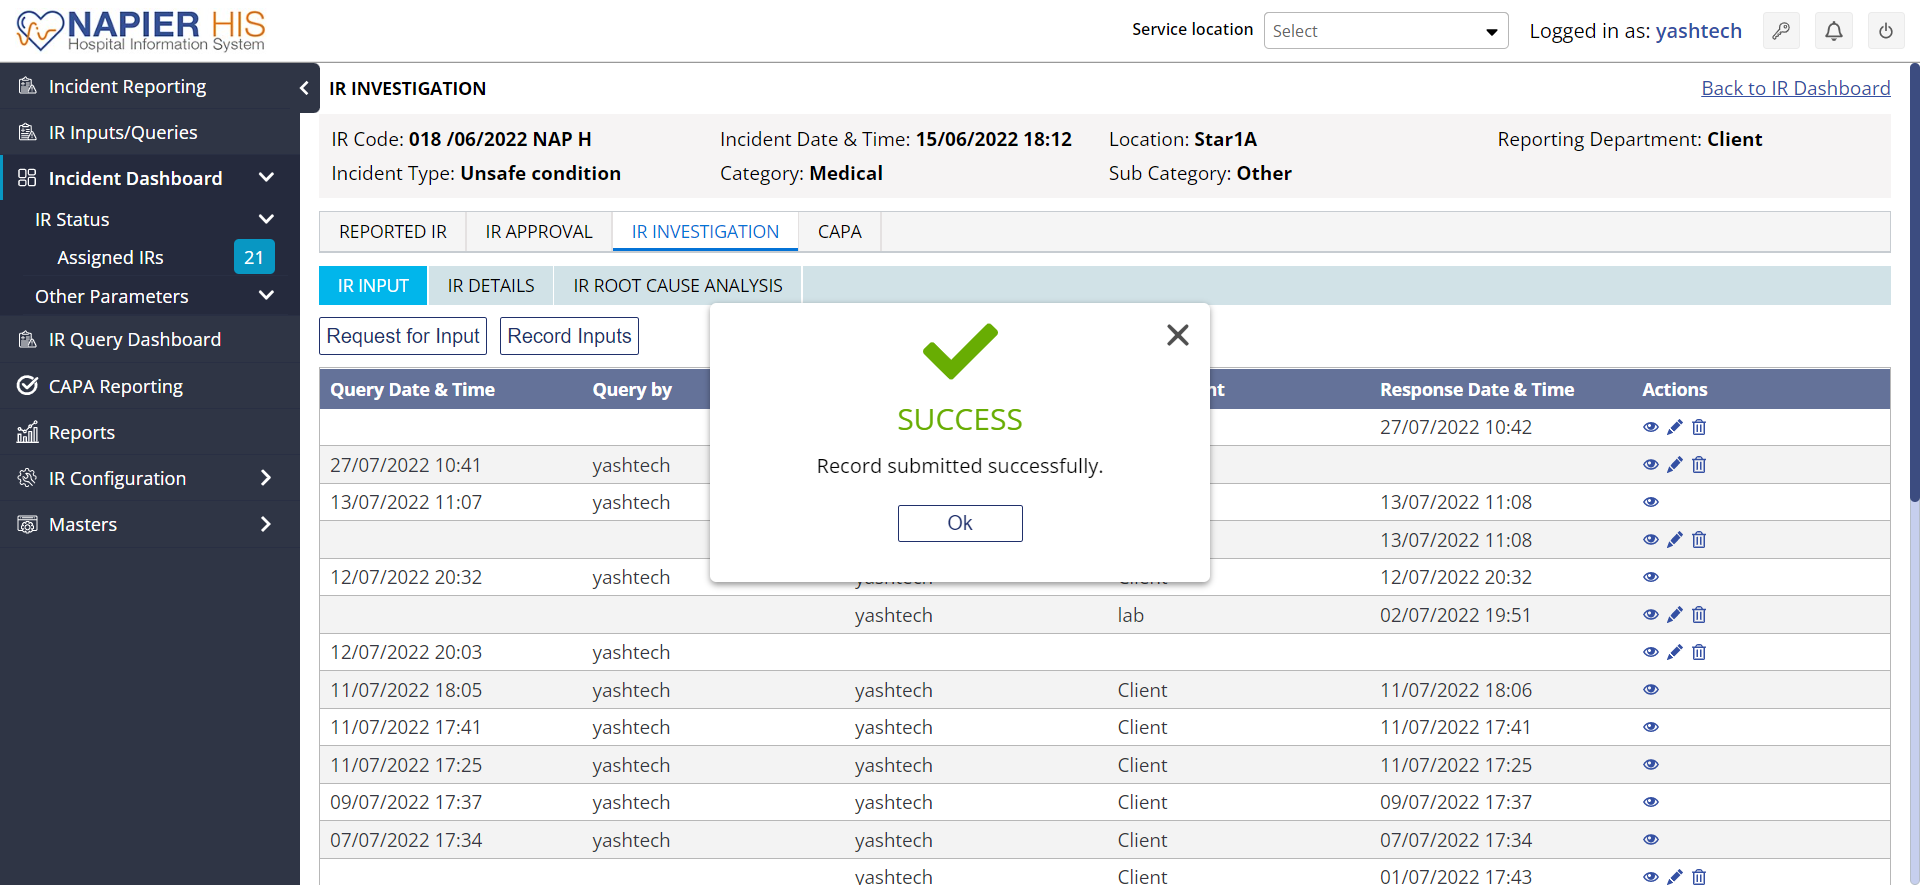 NAPIER HIS
Hospital Information System
Service location
Select
Logged in as: yashtech
Incident Reporting
IR Inputs/Queries
Incident Dashboard
IR Status
Assigned IRs 21
Other Parameters
IR Query Dashboard
CAPA Reporting
Reports
IR Configuration
Masters
IR INVESTIGATION
Back to IR Dashboard
IR Code: 018 /06/2022 NAP H Incident Date & Time: 15/06/2022 18:12 Location: Star1A Reporting Department: Client
Incident Type: Unsafe condition Category: Medical Sub Category: Other
REPORTED IR IR APPROVAL IR INVESTIGATION CAPA
IR INPUT IR DETAILS IR ROOT CAUSE ANALYSIS
Request for Input Record Inputs
SUCCESS
Record submitted successfully.
Ok
Query Date & Time Query by nt Response Date & Time Actions
27/07/2022 10:42
27/07/2022 10:41 yashtech
13/07/2022 11:07 yashtech 13/07/2022 11:08
13/07/2022 11:08
12/07/2022 20:32 yashtech yashtech Client 12/07/2022 20:32
yashtech lab 02/07/2022 19:51
12/07/2022 20:03 yashtech
11/07/2022 18:05 yashtech yashtech Client 11/07/2022 18:06
11/07/2022 17:41 yashtech yashtech Client 11/07/2022 17:41
11/07/2022 17:25 yashtech yashtech Client 11/07/2022 17:25
09/07/2022 17:37 yashtech yashtech Client 09/07/2022 17:37
07/07/2022 17:34 yashtech yashtech Client 07/07/2022 17:34
yashtech Client 01/07/2022 17:43